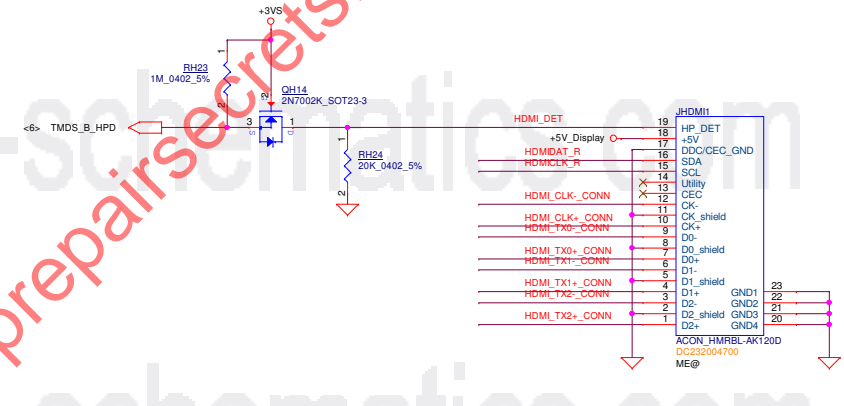 +3VS
1
RH23
1M_0402_5%
2
2
QH14
2N7002K_SOT23-3
<6> TMDS_B_HPD
3
S
G
D
1
1
RH24
20K_0402_5%
2
HDMI_DET
+5V_Display
HDMIDAT_R
HDMICLK_R
HDMI_CLK-_CONN
HDMI_CLK+_CONN
HDMI_TX0-_CONN
HDMI_TX0+_CONN
HDMI_TX1-_CONN
HDMI_TX1+_CONN
HDMI_TX2-_CONN
HDMI_TX2+_CONN
JHDMI1
19 HP_DET
18 +5V
17 DDC/CEC_GND
16 SDA
15 SCL
14 Utility
13 CEC
12 CK-
11 CK_shield
10 CK+
9 D0-
8 D0_shield
7 D0+
6 D1-
5 D1_shield
4 D1+ GND1 23
3 D2- GND2 22
2 D2_shield GND3 21
1 D2+ GND4 20
ACON_HMRBL-AK120D
DC232004700
ME@
prepairsecrets
-schematics.com
schematics.com